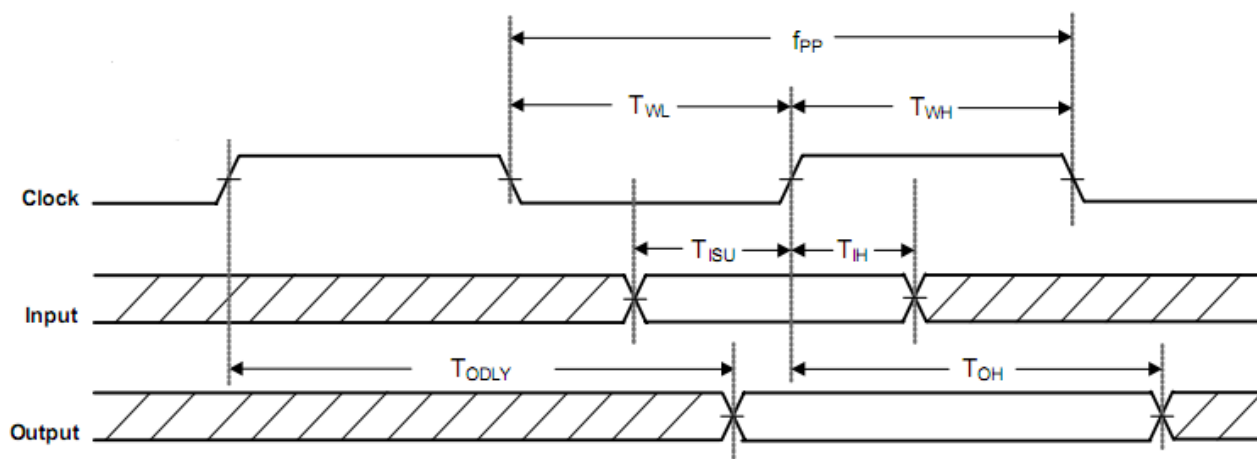 fPP
TWL TWH
Clock
TISU TIH
Input
TODLY TOH
Output